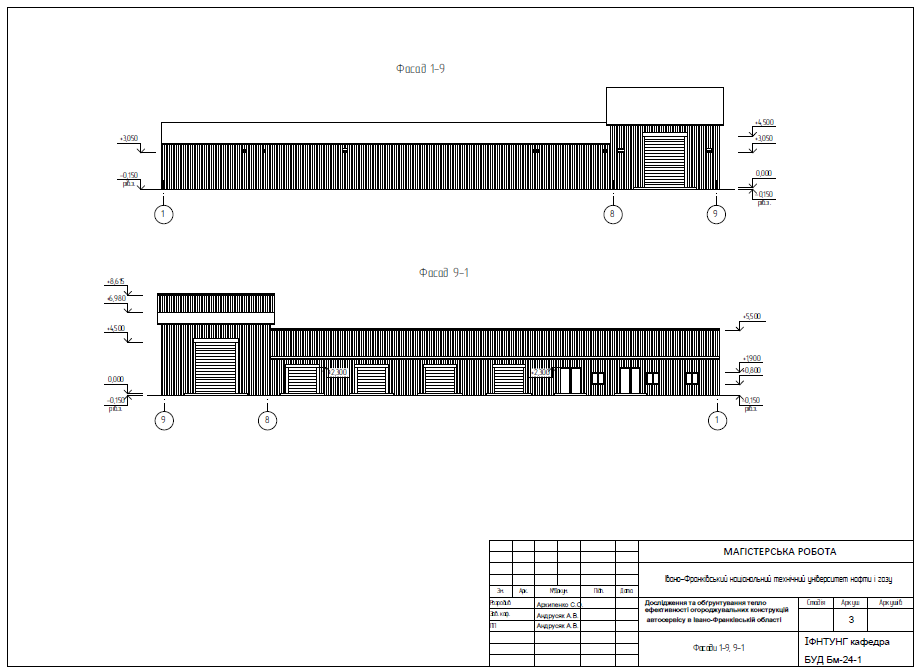 Фасад 1-9
+3,050
-0,150
рів.з.
+4,500
+3,050
0,000
-0,150
рів.з.
1
8
9
Фасад 9-1
+8,615
+6,980
+4,500
0,000
-0,150
рів.з.
+2,300
+2,300
+5,500
+1,900
+0,800
-0,150
рів.з.
9
8
1
МАГІСТЕРСЬКА РОБОТА
Івано-Франківський національний технічний університет нафти і газу
Зм. Арк. №Докум. Підп. Дата
Розробив Архипенко С.О.
Зав. каф. Андрусяк А.В.
ГІП Андрусяк А.В.
Дослідження та обґрунтування тепло
ефективності огороджувальних конструкцій
автосервісу в Івано-Франківській області
Стадія Аркуш Аркушів
3
Фасади 1-9, 9-1
ІФНТУНГ кафедра
БУД Бм-24-1